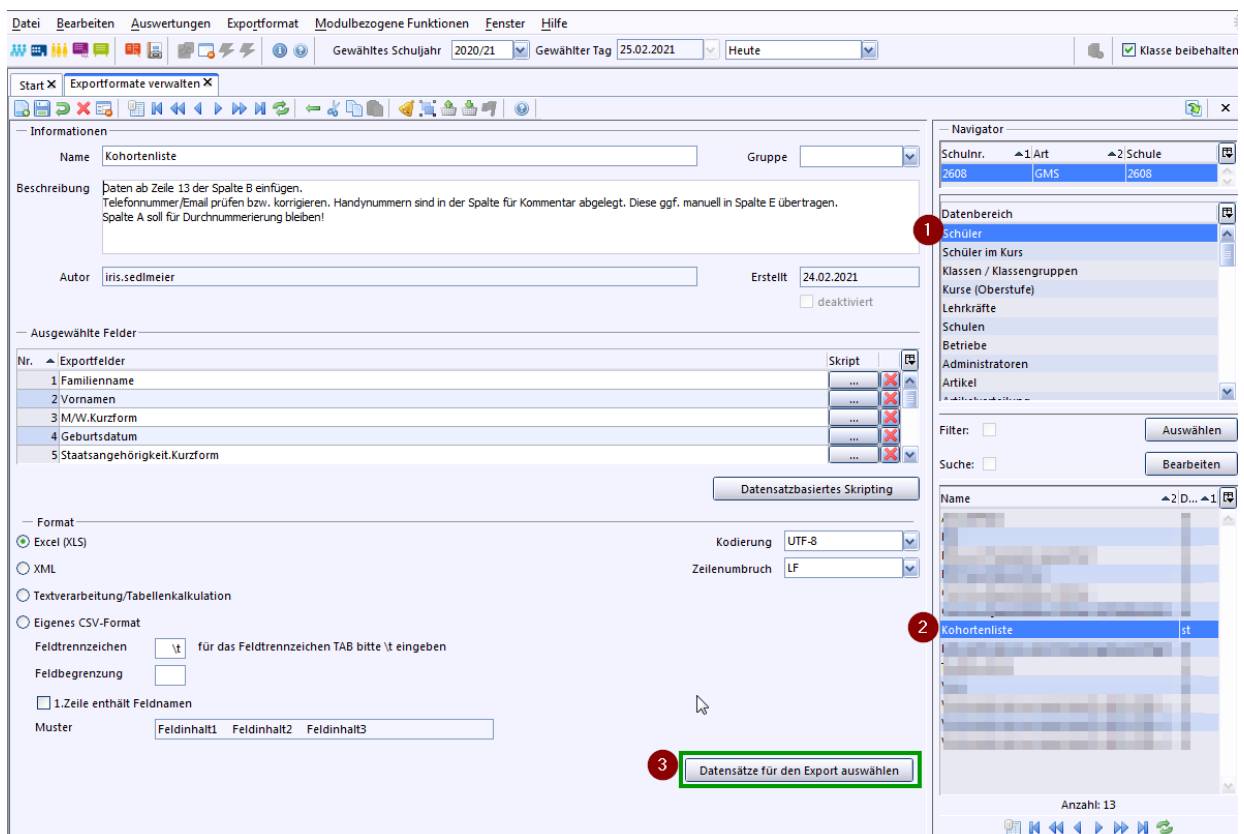 Datei Bearbeiten Auswertungen Exportformat Modulbezogene Funktionen Fenster Hilfe
Gewähltes Schuljahr 2020/21 Gewählter Tag 25.02.2021 Heute Klasse beibehalten
Start Exportformate verwalten
Informationen
Name Kohortenliste Gruppe
Beschreibung Daten ab Zeile 13 der Spalte B einfügen.
Telefonnummer/Email prüfen bzw. korrigieren. Handynummern sind in der Spalte für Kommentar abgelegt. Diese ggf. manuell in Spalte E übertragen.
Spalte A soll für Durchnummerierung bleiben!
Autor iris.sedlmeier Erstellt 24.02.2021
deaktiviert
Ausgewählte Felder
Nr. Exportfelder Skript
1 Familienname ...
2 Vornamen ...
3 M/W.Kurzform ...
4 Geburtsdatum ...
5 Staatsangehörigkeit.Kurzform ...
Datensatzbasiertes Skripting
Format
Excel (XLS) Kodierung UTF-8
XML Zeilenumbruch LF
Textverarbeitung/Tabellenkalkulation
Eigenes CSV-Format
Feldtrennzeichen \t für das Feldtrennzeichen TAB bitte \t eingeben
Feldbegrenzung
1.Zeile enthält Feldnamen
Muster Feldinhalt1 Feldinhalt2 Feldinhalt3
3 Datensätze für den Export auswählen
Navigator
Schulnr. 1 Art 2 Schule
2608 GMS 2608
Datenbereich
1 Schüler
Schüler im Kurs
Klassen / Klassengruppen
Kurse (Oberstufe)
Lehrkräfte
Schulen
Betriebe
Administratoren
Artikel
Filter: Auswählen
Suche: Bearbeiten
Name 2 D... 1
2 Kohortenliste st
Anzahl: 13